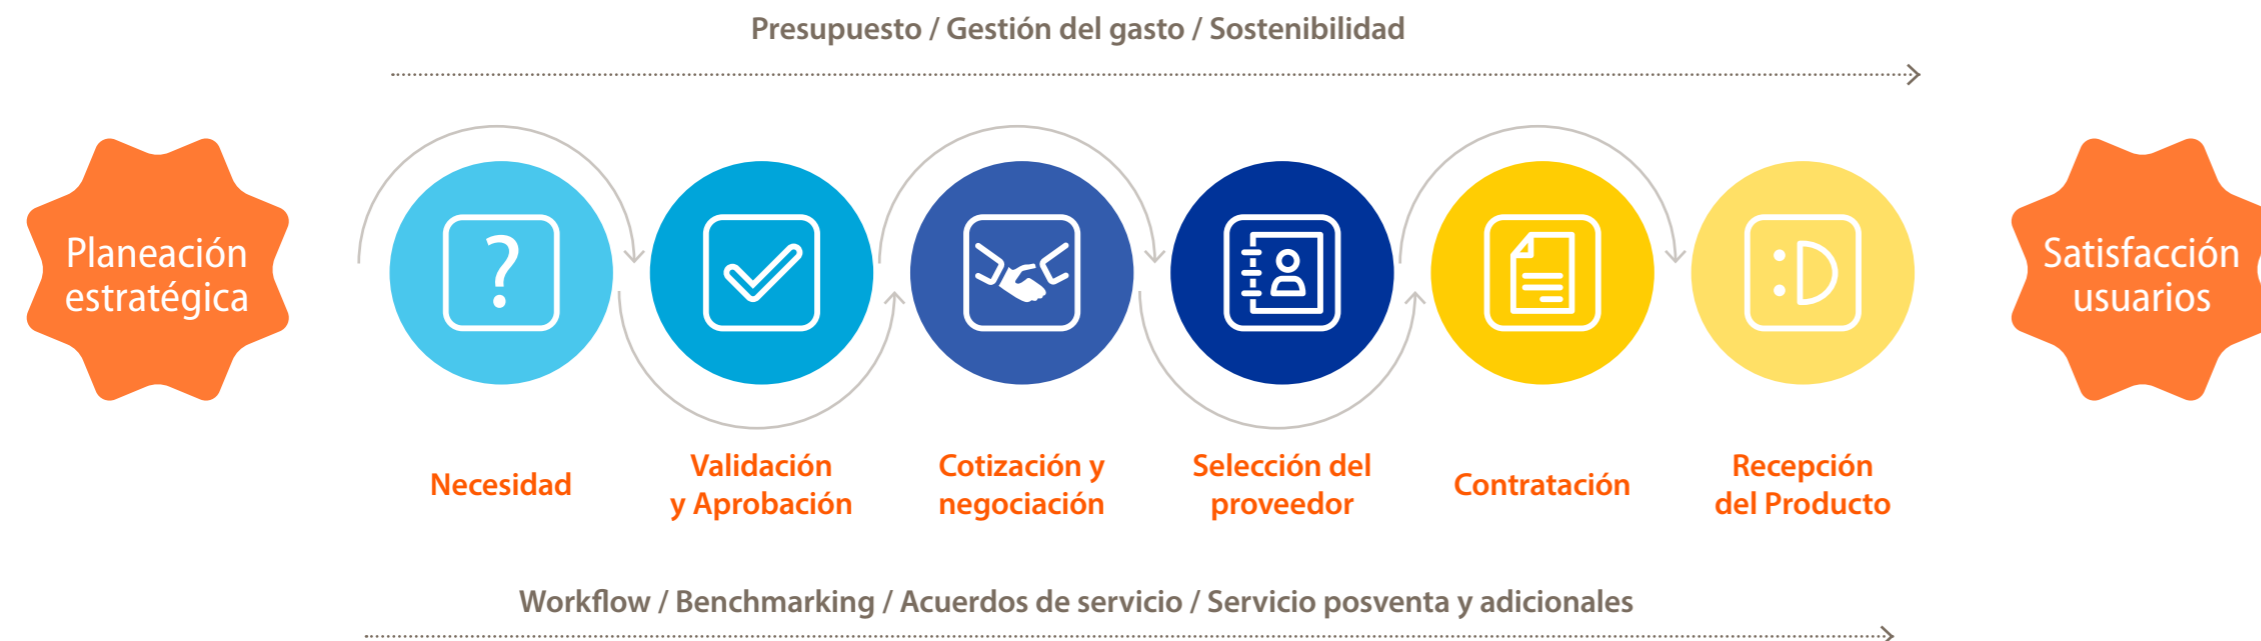 Presupuesto / Gestión del gasto / Sostenibilidad
Planeación
estratégica
?
:D
Satisfacción
usuarios
Necesidad
Validación
y Aprobación
Cotización y
negociación
Selección del
proveedor
Contratación
Recepción
del Producto
Workflow / Benchmarking / Acuerdos de servicio / Servicio posventa y adicionales